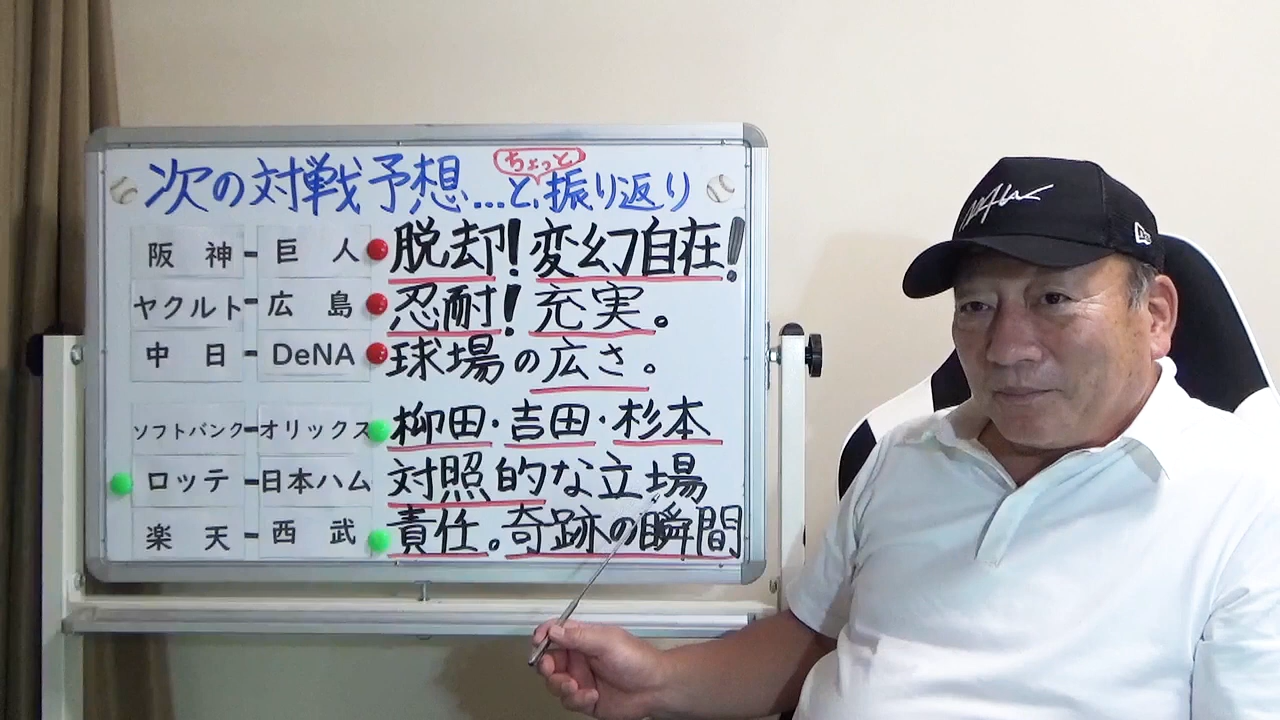 次の対戦予想…と、振り返り
ちょっと
阪神-巨人 脱却!変幻自在!
ヤクルト-広島 忍耐!充実。
中日-DeNA 球場の広さ。
ソフトバンク-オリックス 柳田・吉田・杉本
ロッテ-日本ハム 対照的な立場
楽天-西武 責任。奇跡の瞬間